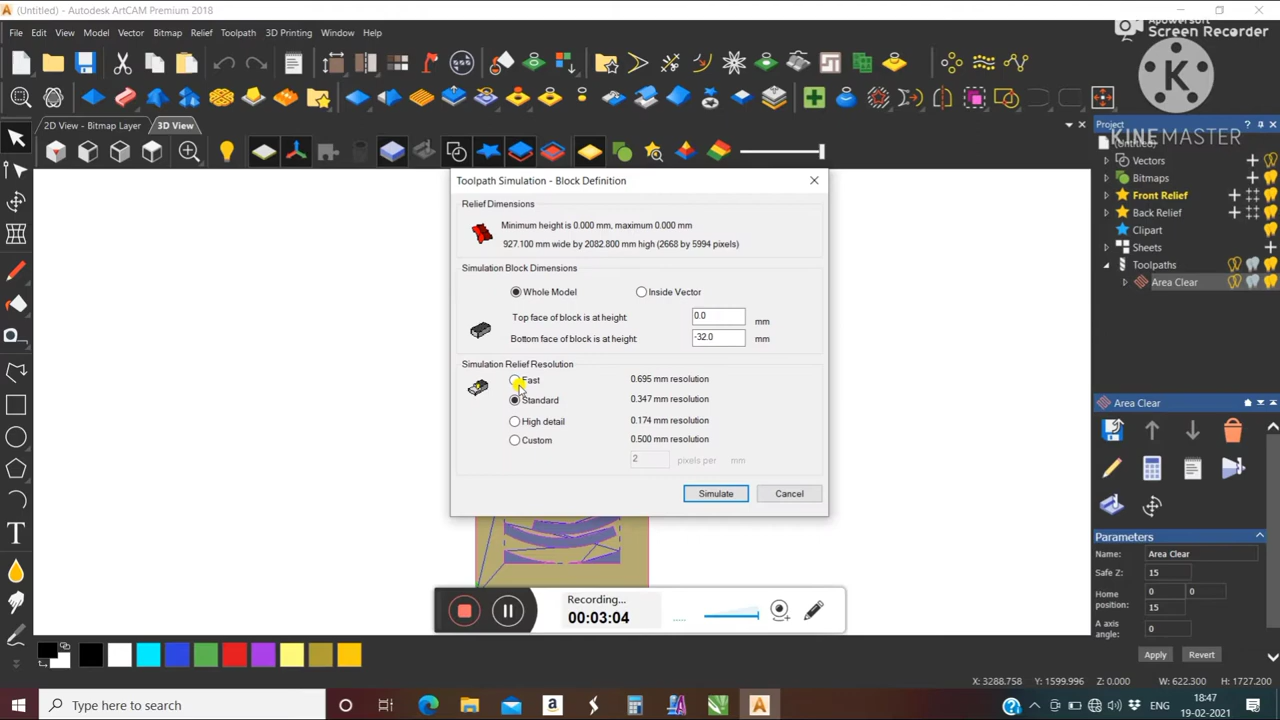 (Untitled) - Autodesk ArtCAM Premium 2018
Apowersoft
Screen Recorder
File Edit View Model Vector Bitmap Relief Toolpath 3D Printing Window Help
K
KINEMASTER
2D View - Bitmap Layer 3D View
Project
(Untitled)
Vectors
Bitmaps
Front Relief
Back Relief
Clipart
Sheets
Toolpaths
Area Clear
Toolpath Simulation - Block Definition
Relief Dimensions
Minimum height is 0.000 mm, maximum 0.000 mm
927.100 mm wide by 2082.800 mm high (2668 by 5994 pixels)
Simulation Block Dimensions
Whole Model Inside Vector
Top face of block is at height: 0.0 mm
Bottom face of block is at height: -32.0 mm
Simulation Relief Resolution
Fast 0.695 mm resolution
Standard 0.347 mm resolution
High detail 0.174 mm resolution
Custom 0.500 mm resolution
2 pixels per mm
Simulate Cancel
Area Clear
Parameters
Name: Area Clear
Safe Z: 15
Home position: 0 0
15
A axis angle: 0
Apply Revert
Recording...
00:03:04
X: 3288.758 Y: 1599.996 Z: 0.000 W: 622.300 H: 1727.200
Type here to search
ENG
18:47
19-02-2021